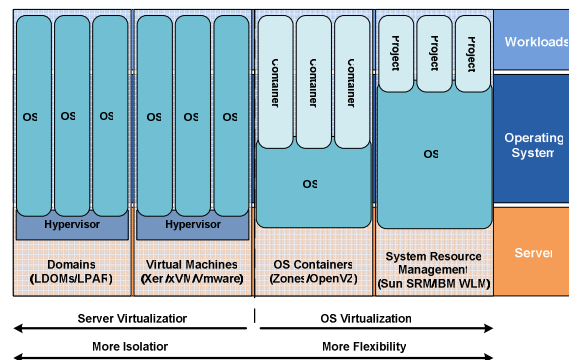 Workloads
Container
Container
Container
Project
Project
Project
OS
OS
OS
OS
OS
OS
OS
OS
Operating
System
Hypervisor
Hypervisor
Server
Domains
(LDOMs/LPAR)
Virtual Machines
(Xen/xVM/Vmware)
OS Containers
(Zones/OpenVZ)
System Resource
Management
(Sun SRM/IBM WLM)
Server Virtualization
OS Virtualization
More Isolation
More Flexibility